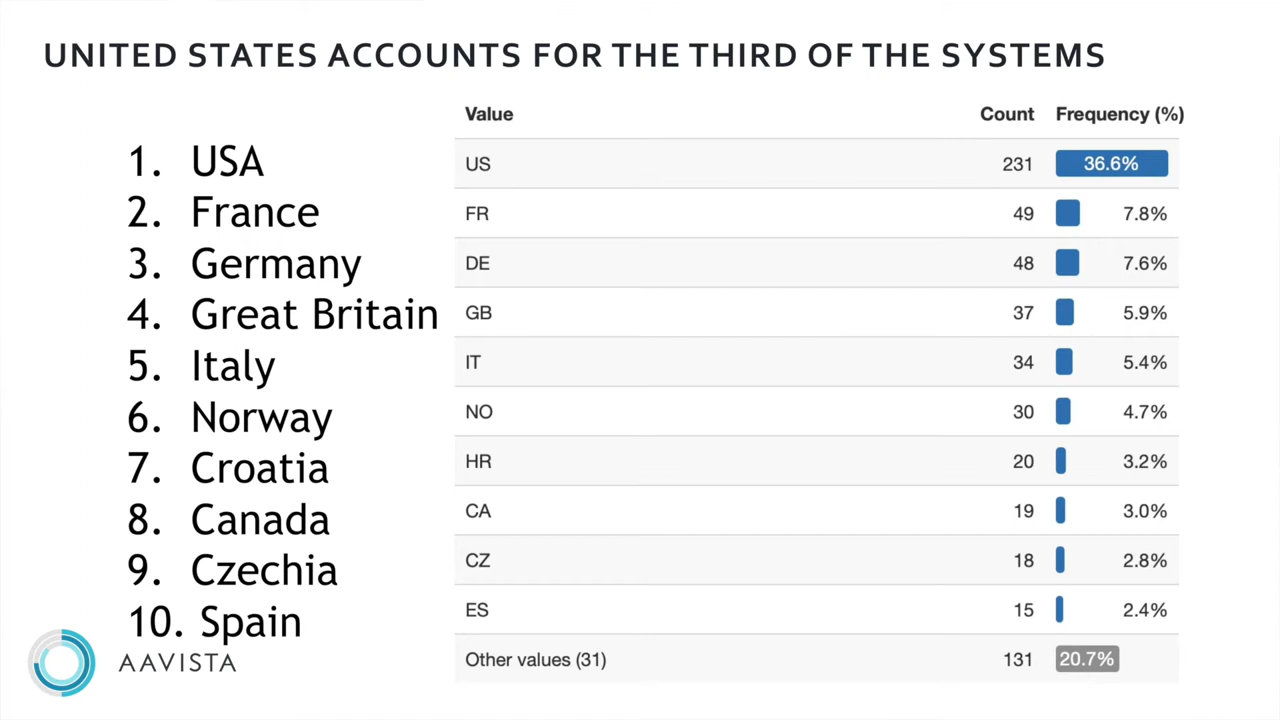 UNITED STATES ACCOUNTS FOR THE THIRD OF THE SYSTEMS
1. USA
2. France
3. Germany
4. Great Britain
5. Italy
6. Norway
7. Croatia
8. Canada
9. Czechia
10. Spain
Value Count Frequency (%)
US 231 36.6%
FR 49 7.8%
DE 48 7.6%
GB 37 5.9%
IT 34 5.4%
NO 30 4.7%
HR 20 3.2%
CA 19 3.0%
CZ 18 2.8%
ES 15 2.4%
Other values (31) 131 20.7%
AAVISTA